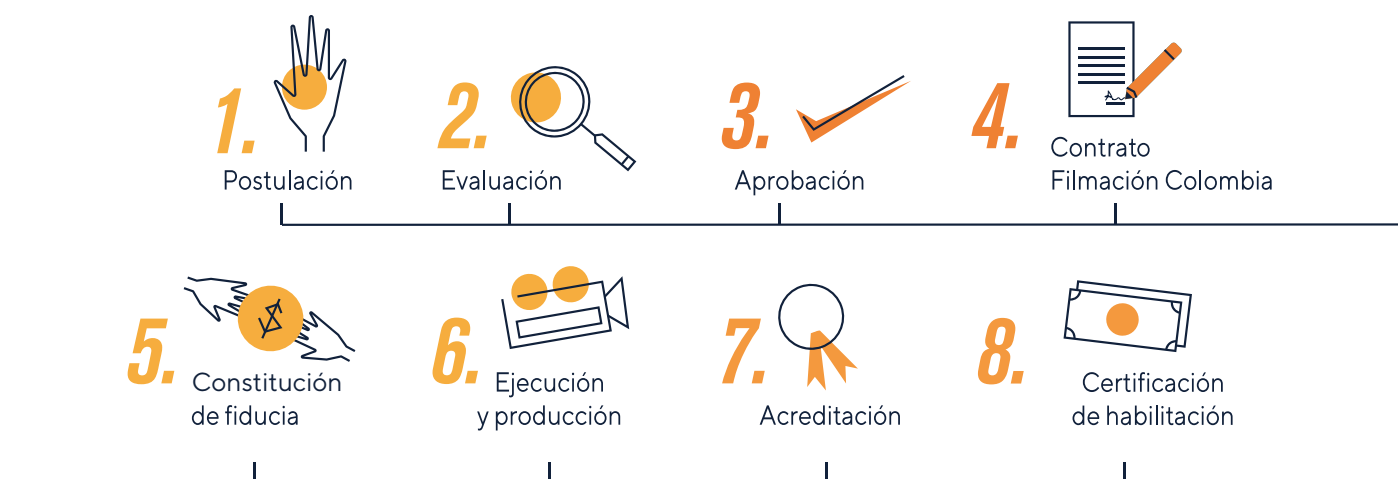 1.
Postulación
2.
Evaluación
3.
Aprobación
4.
Contrato
Filmación Colombia
5.
$
Constitución
de fiducia
6.
Ejecución
y producción
7.
Acreditación
8.
Certificación
de habilitación